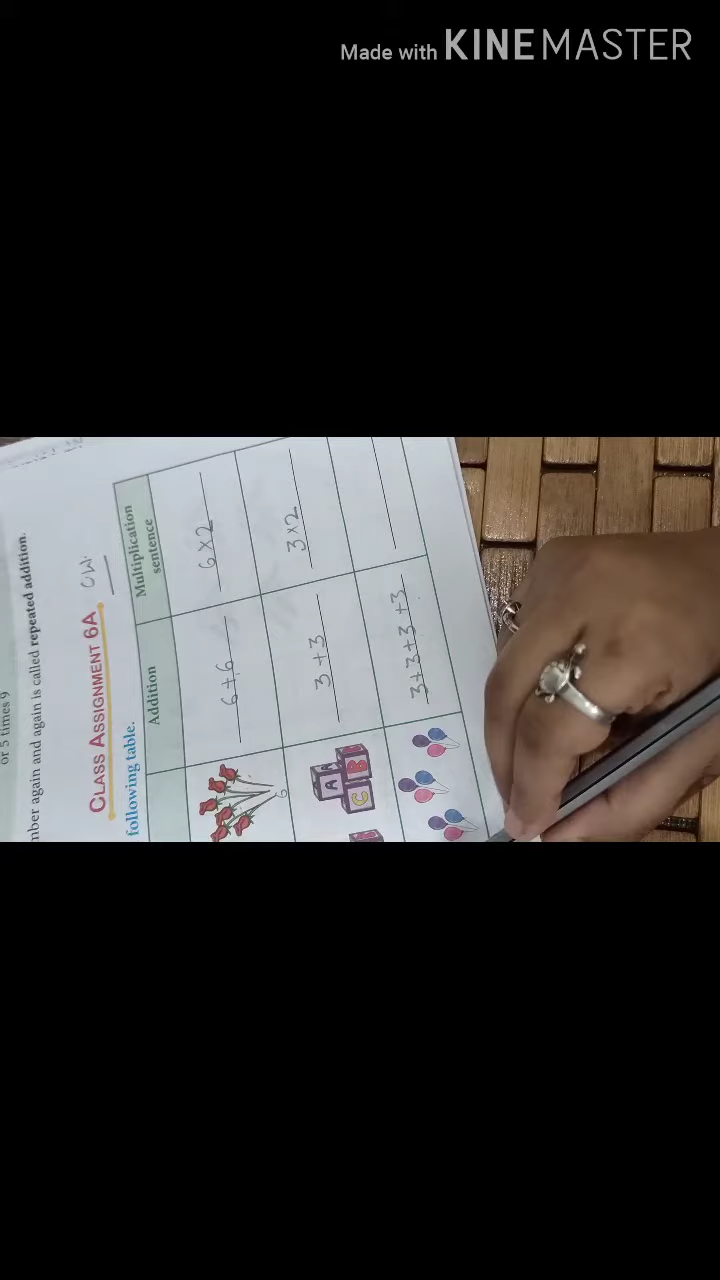 Made with KINEMASTER
or 5 times 9
mber again and again is called repeated addition.
CLASS ASSIGNMENT 6A CW.
following table.
Addition
Multiplication sentence
6+6
6×2
6
A
C B
3+3
3×2
3+3+3+3